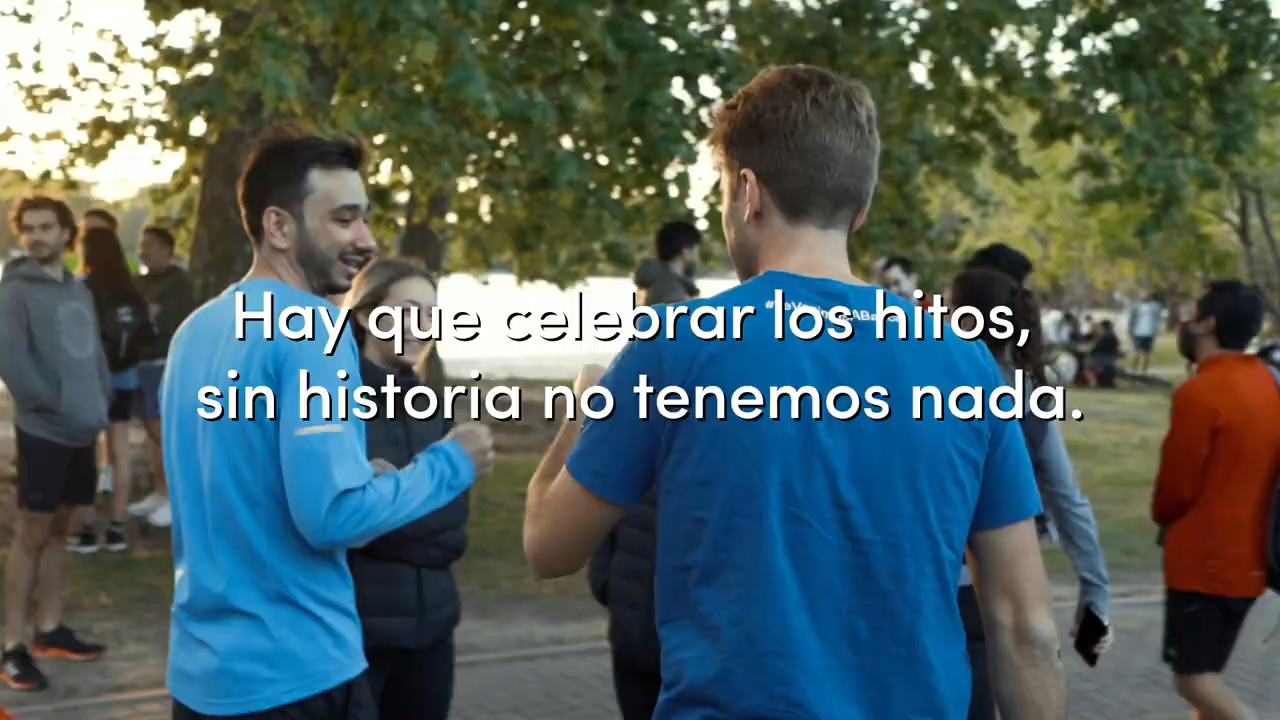 Hay que celebrar los hitos,
sin historia no tenemos nada.